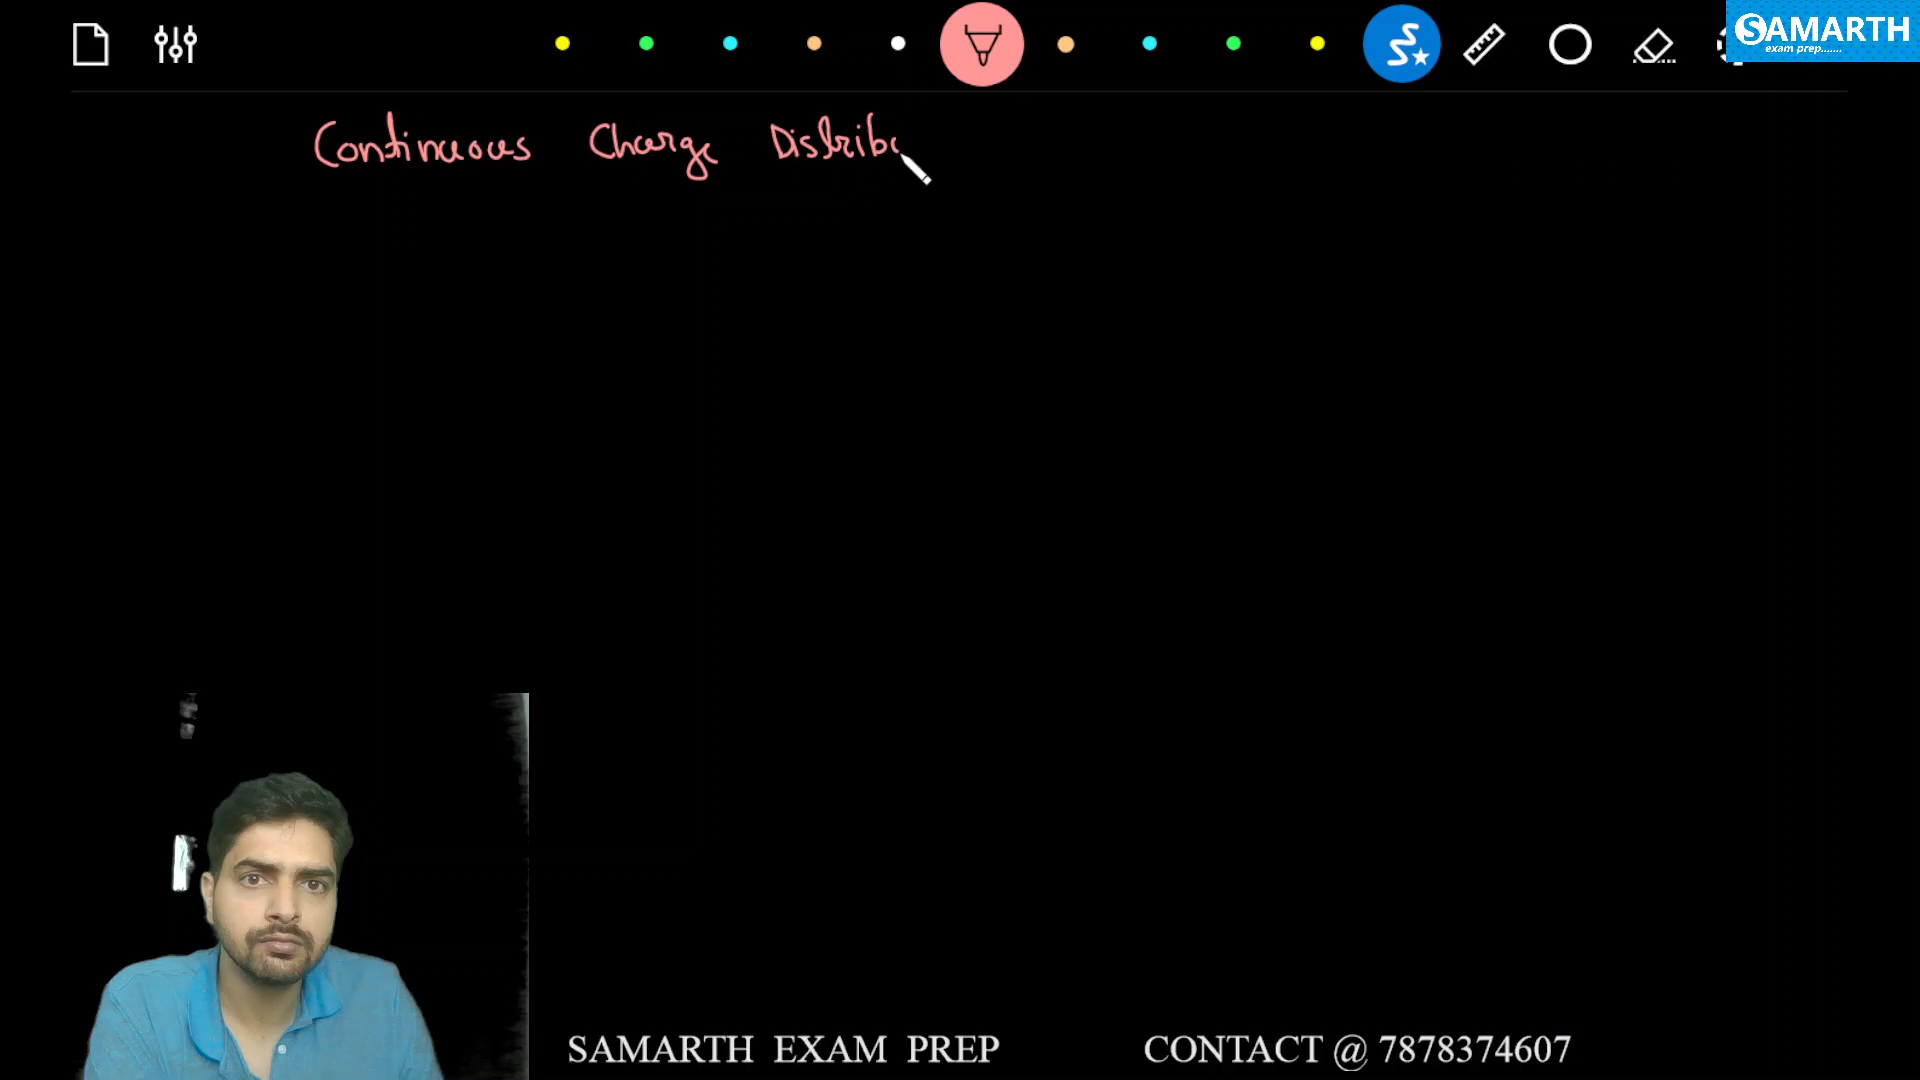 SAMARTH
exam prep.......
Continuous Charge Distribu
SAMARTH EXAM PREP CONTACT @ 7878374607